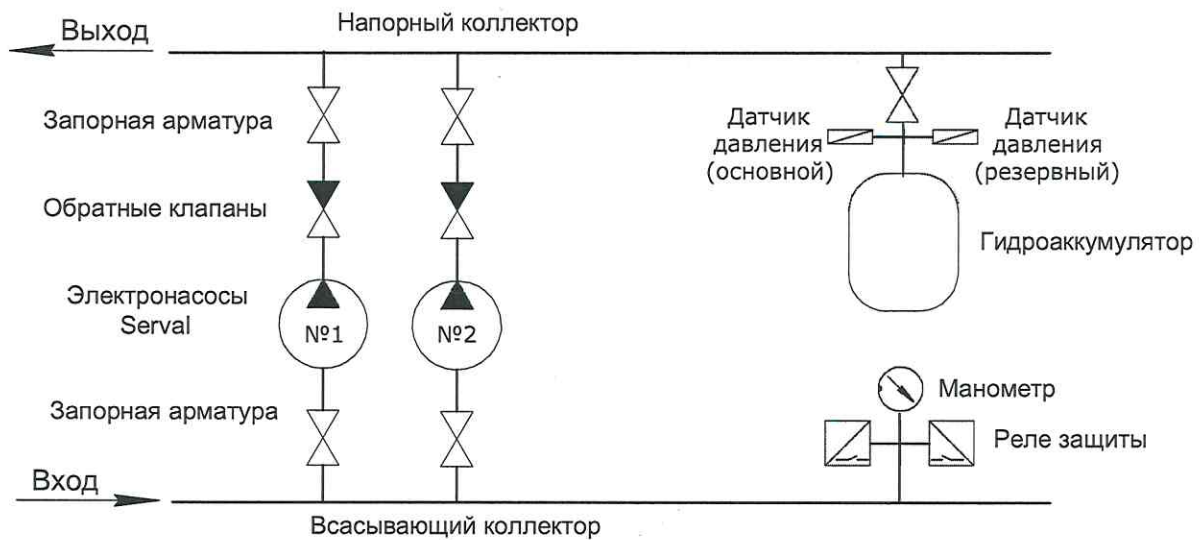 Выход
Напорный коллектор
Запорная арматура
Датчик
давления
(основной)
Датчик
давления
(резервный)
Обратные клапаны
Гидроаккумулятор
Электронасосы
Serval
№1
№2
Манометр
Запорная арматура
Реле защиты
Вход
Всасывающий коллектор